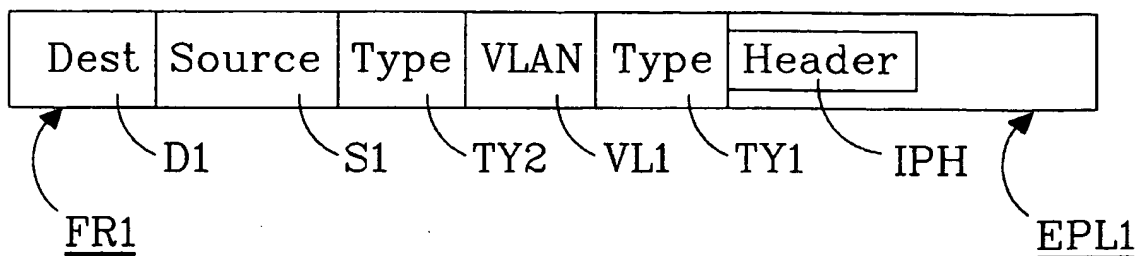 Dest Source Type VLAN Type Header
D1 S1 TY2 VL1 TY1 IPH
FR1 EPL1